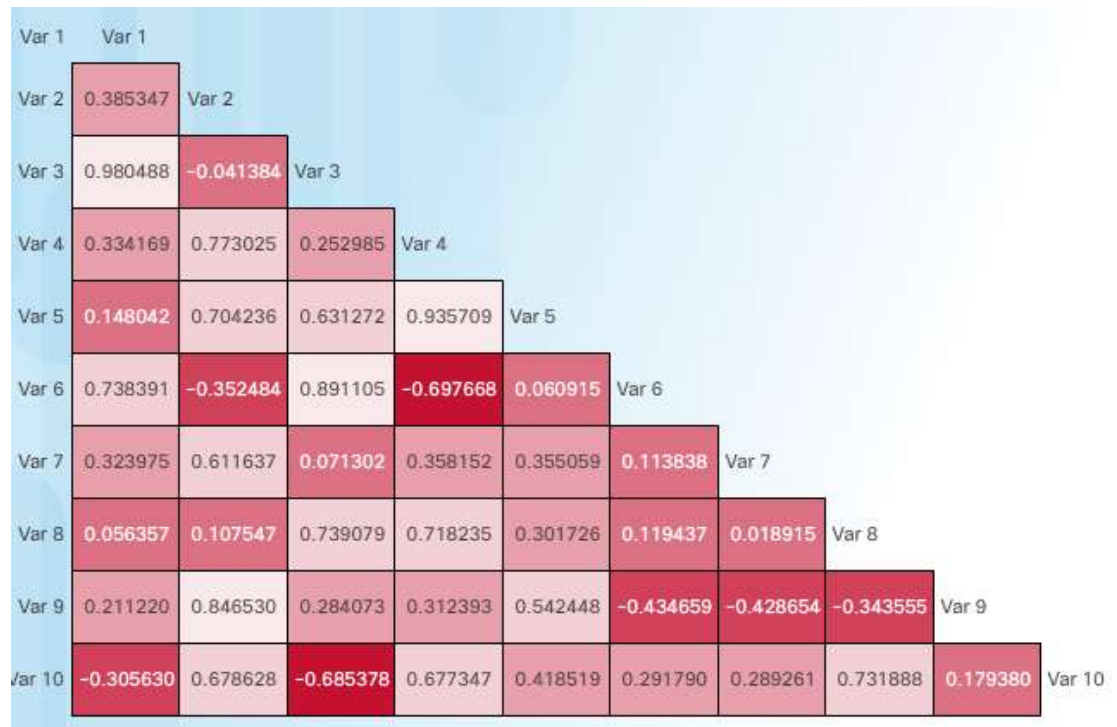 Var 1 Var 1
Var 2 0.385347 Var 2
Var 3 0.980488 −0.041384 Var 3
Var 4 0.334169 0.773025 0.252985 Var 4
Var 5 0.148042 0.704236 0.631272 0.935709 Var 5
Var 6 0.738391 −0.352484 0.891105 −0.697668 0.060915 Var 6
Var 7 0.323975 0.611637 0.071302 0.358152 0.355059 0.113838 Var 7
Var 8 0.056357 0.107547 0.739079 0.718235 0.301726 0.119437 0.018915 Var 8
Var 9 0.211220 0.846530 0.284073 0.312393 0.542448 −0.434659 −0.428654 −0.343555 Var 9
Var 10 −0.305630 0.678628 −0.685378 0.677347 0.418519 0.291790 0.289261 0.731888 0.179380 Var 10